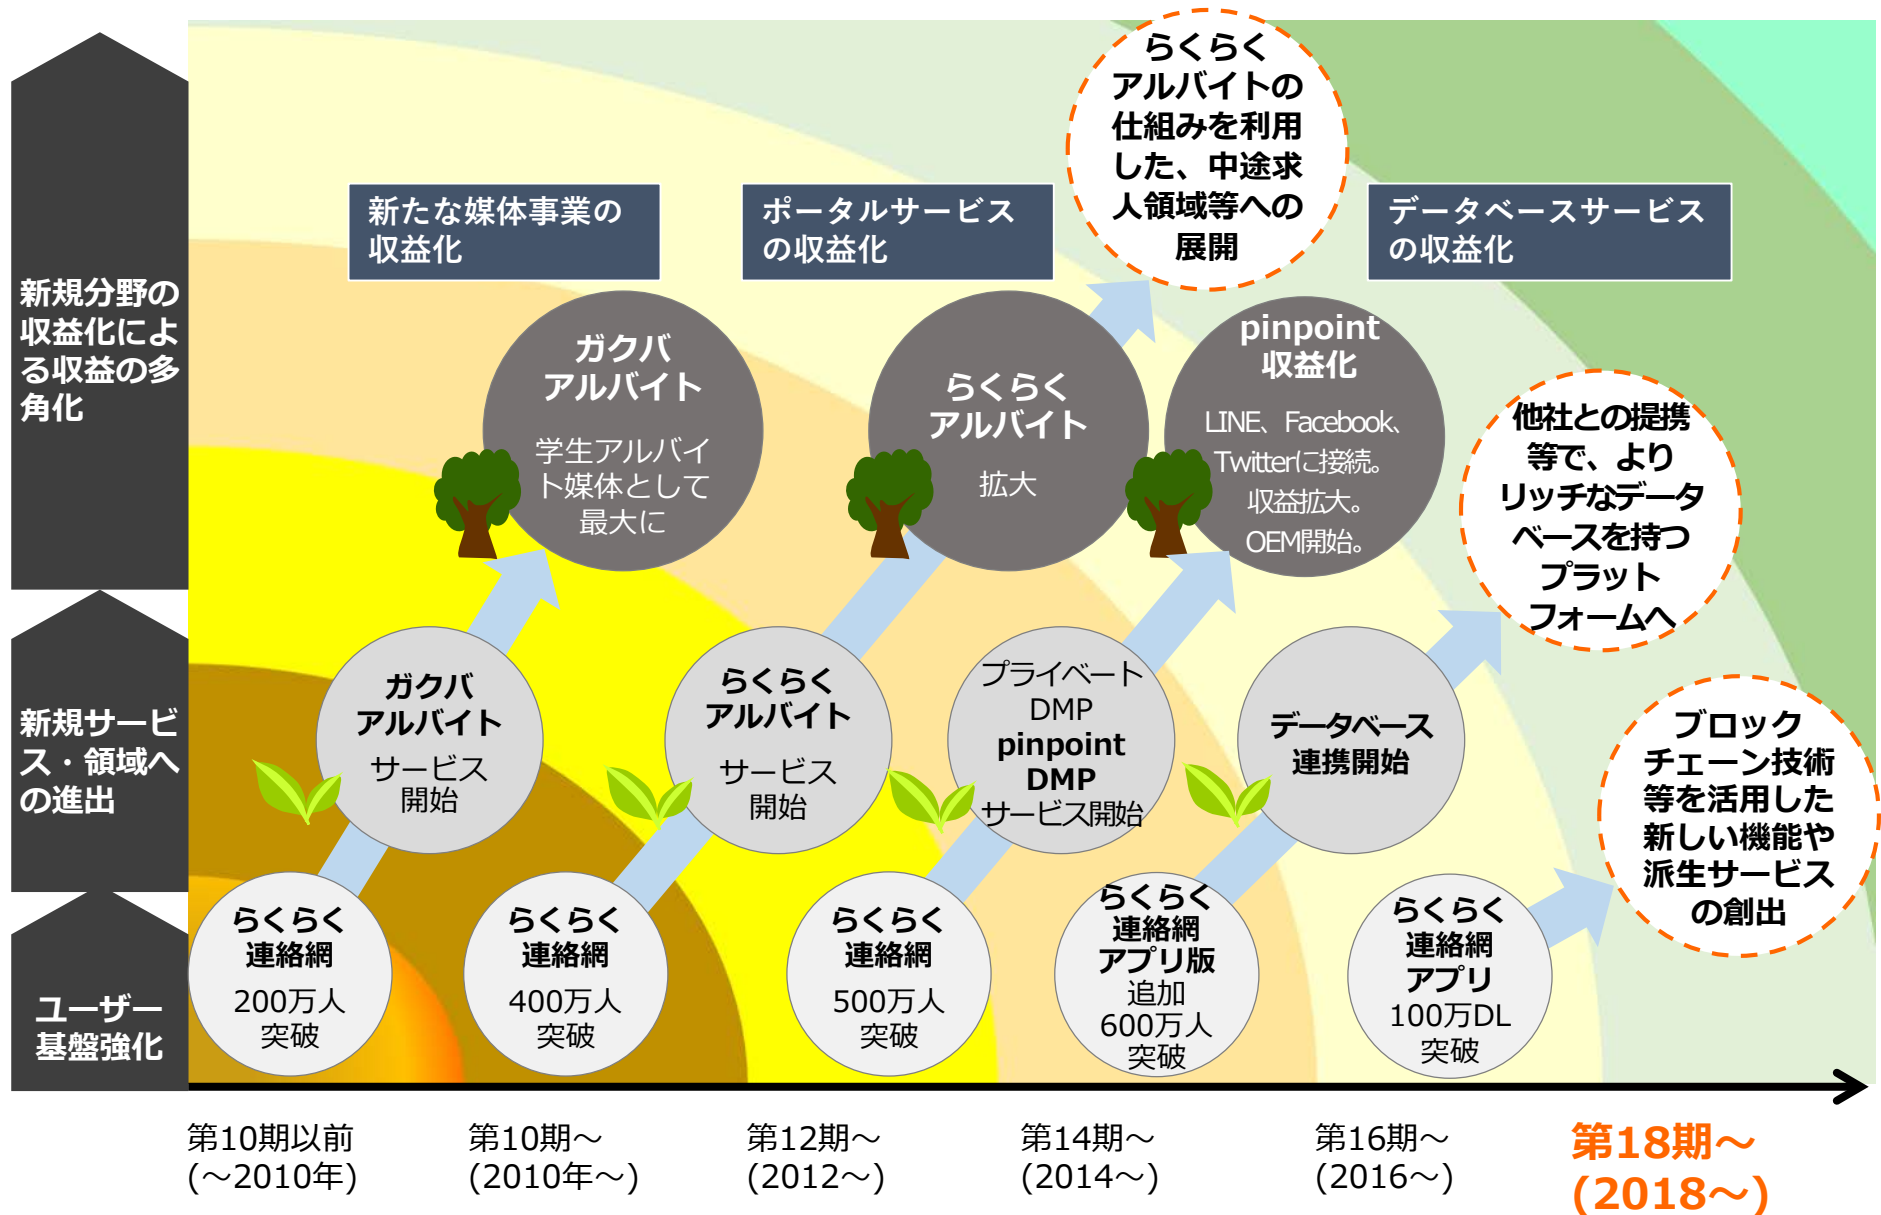 らくらく
アルバイトの
仕組みを利用
した、中途求
人領域等への
展開
新たな媒体事業の
収益化
ポータルサービス
の収益化
データベースサービス
の収益化
新規分野の
収益化によ
る収益の多
角化
ガクバ
アルバイト
学生アルバイ
ト媒体として
最大に
らくらく
アルバイト
拡大
pinpoint
収益化
LINE、Facebook、
Twitterに接続。
収益拡大。
OEM開始。
他社との提携
等で、より
リッチなデータ
ベースを持つ
プラット
フォームへ
新規サービ
ス・領域へ
の進出
ガクバ
アルバイト
サービス
開始
らくらく
アルバイト
サービス
開始
プライベート
DMP
pinpoint
DMP
サービス開始
データベース
連携開始
ブロック
チェーン技術
等を活用した
新しい機能や
派生サービス
の創出
ユーザー
基盤強化
らくらく
連絡網
200万人
突破
らくらく
連絡網
400万人
突破
らくらく
連絡網
500万人
突破
らくらく
連絡網
アプリ版
追加
600万人
突破
らくらく
連絡網
アプリ
100万DL
突破
第10期以前
(～2010年)
第10期～
(2010年～)
第12期～
(2012～)
第14期～
(2014～)
第16期～
(2016～)
第18期～
(2018～)